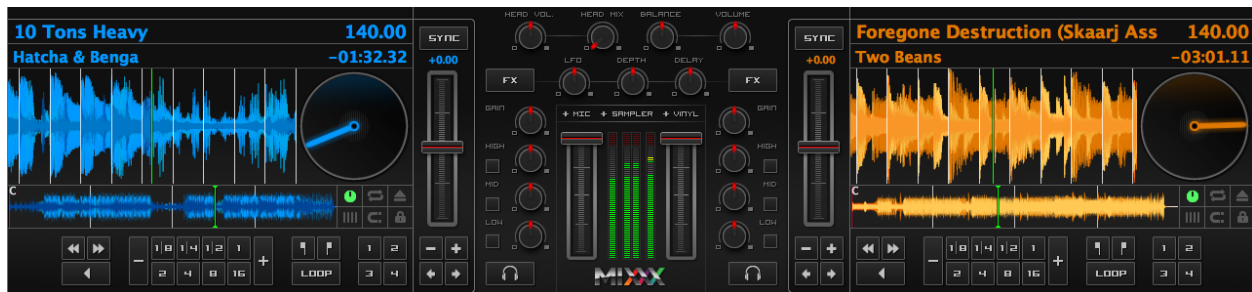 HEAD VOL. HEAD MIX BALANCE VOLUME
10 Tons Heavy 140.00
SYNC
SYNC
Foregone Destruction (Skaarj Ass 140.00
Hatcha & Benga -01:32.32
+0.00
+0.00
Two Beans -03:01.11
LFO DEPTH DELAY
FX
FX
GAIN
+ MIC + SAMPLER + VINYL
GAIN
HIGH
HIGH
MID
MID
LOW
LOW
C
C
1|8 1|4 1|2 1
- +
2 4 8 16
LOOP
1 2
3 4
- +
MIXXX
- +
1|8 1|4 1|2 1
- +
2 4 8 16
LOOP
1 2
3 4